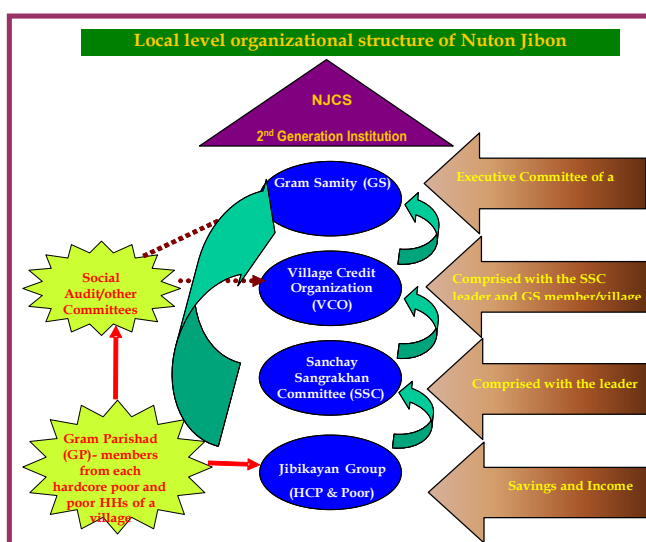 Local level organizational structure of Nuton Jibon
NJCS
2nd Generation Institution
Gram Samity (GS)
Executive Committee of a
Village Credit
Organization
(VCO)
Comprised with the SSC
leader and GS member/village
Social
Audit/other
Committees
Sanchay
Sangrakhan
Committee (SSC)
Comprised with the leader
Gram Parishad
(GP)- members
from each
hardcore poor and
poor HHs of a
village
Jibikayan Group
(HCP & Poor)
Savings and Income